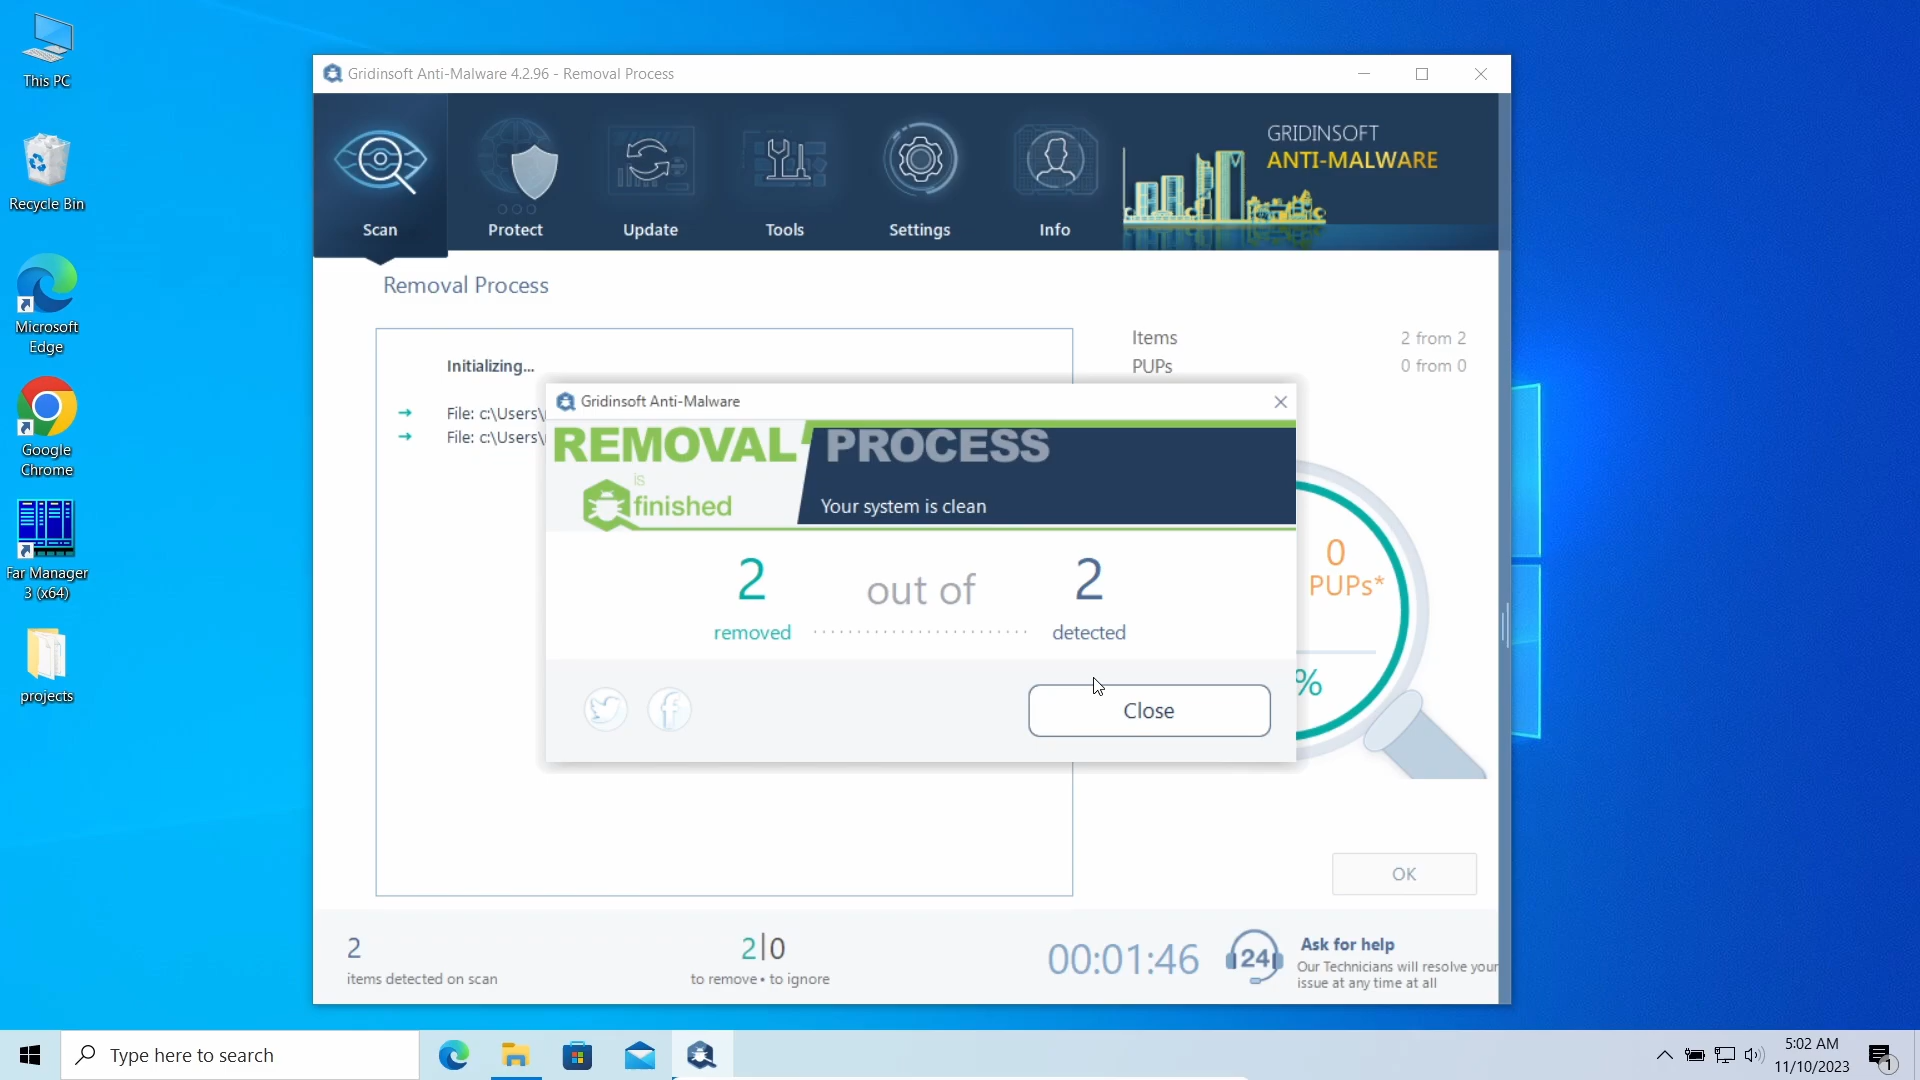 This PC
Recycle Bin
Microsoft
Edge
Google
Chrome
Far Manager
3 (x64)
projects
Gridinsoft Anti-Malware 4.2.96 - Removal Process
Scan
Protect
Update
Tools
Settings
Info
GRIDINSOFT
ANTI-MALWARE
Removal Process
Initializing...
File: c:\Users\
File: c:\Users\
Items 2 from 2
PUPs 0 from 0
Gridinsoft Anti-Malware
REMOVAL PROCESS
is
finished
Your system is clean
2 out of 2
removed detected
Close
0
PUPs*
%
OK
2
items detected on scan
2|0
to remove • to ignore
00:01:46
24
Ask for help
Our Technicians will resolve your
issue at any time at all
Type here to search
5:02 AM
11/10/2023
1